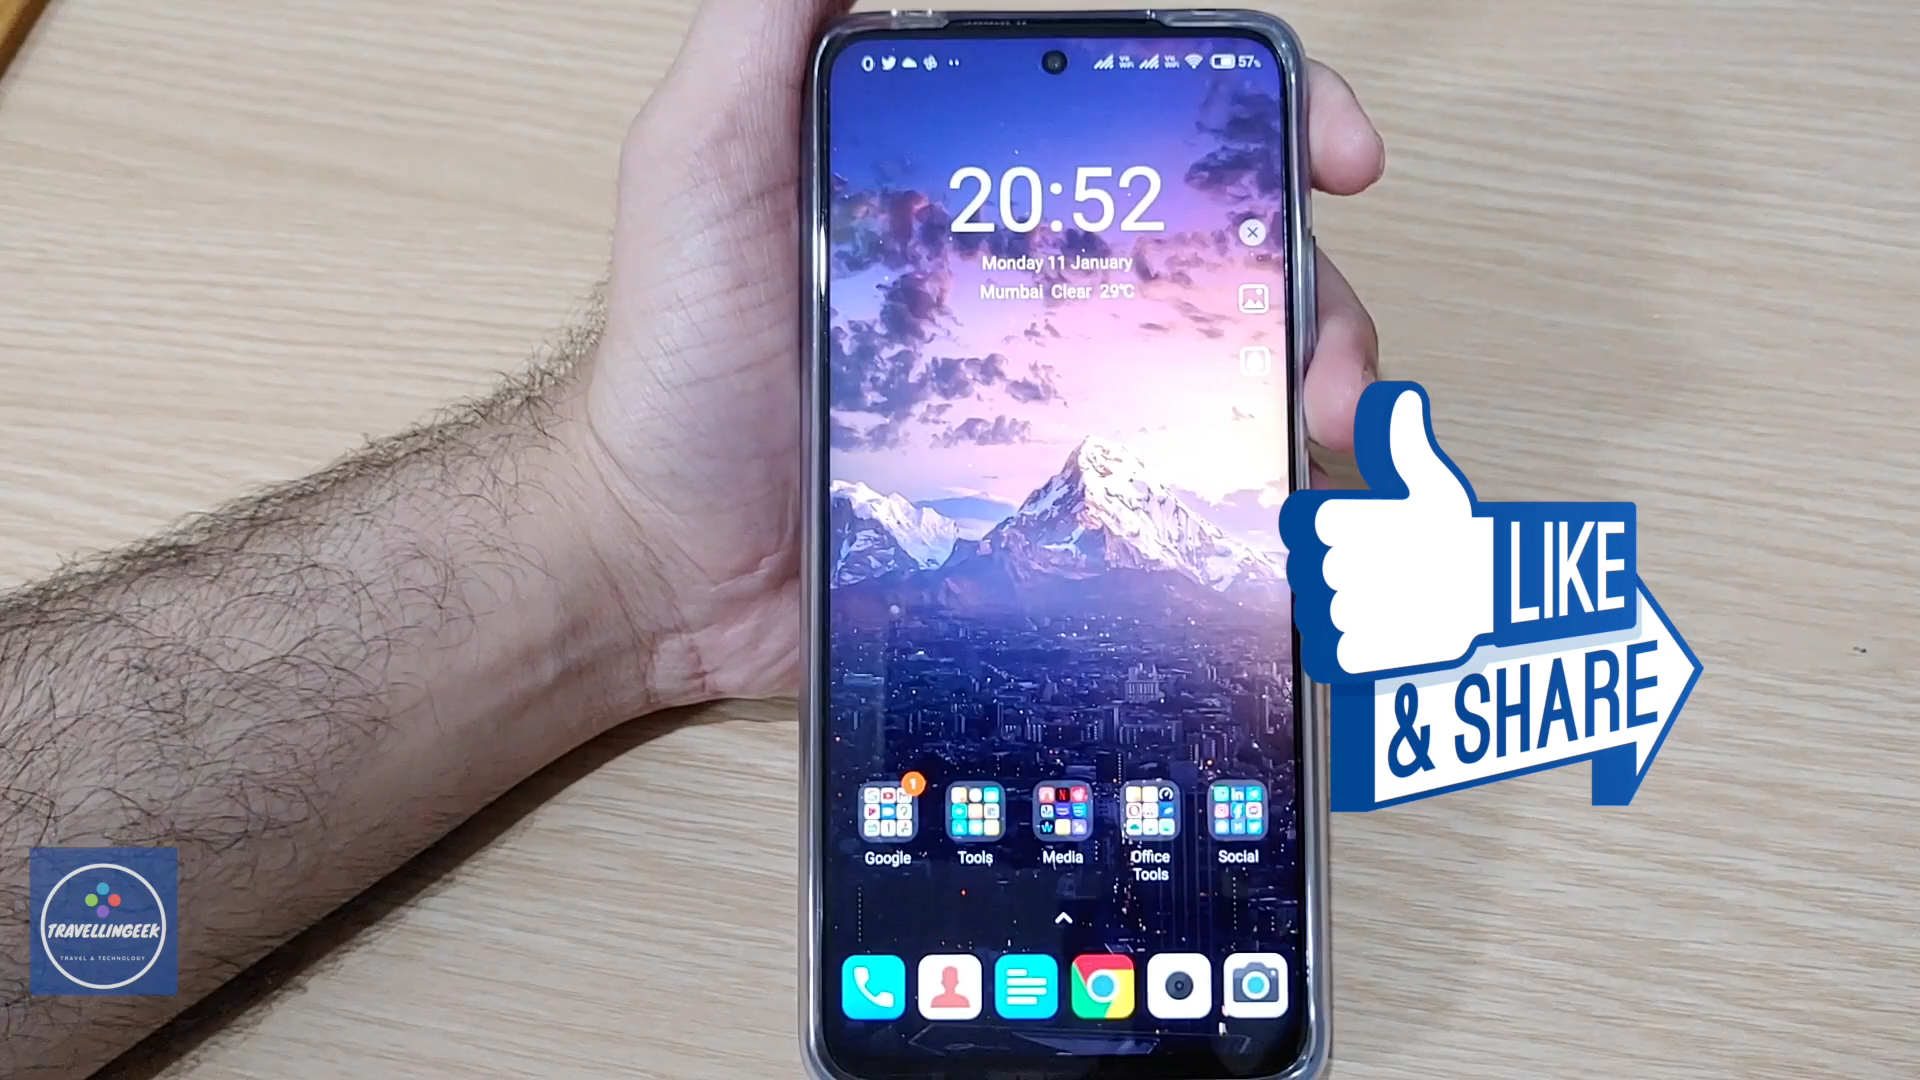 57%
20:52
Monday 11 January
Mumbai Clear 29°C
LIKE
& SHARE
1
Google
Tools
Media
Office
Tools
Social
TRAVELLINGEEK
TRAVEL & TECHNOLOGY